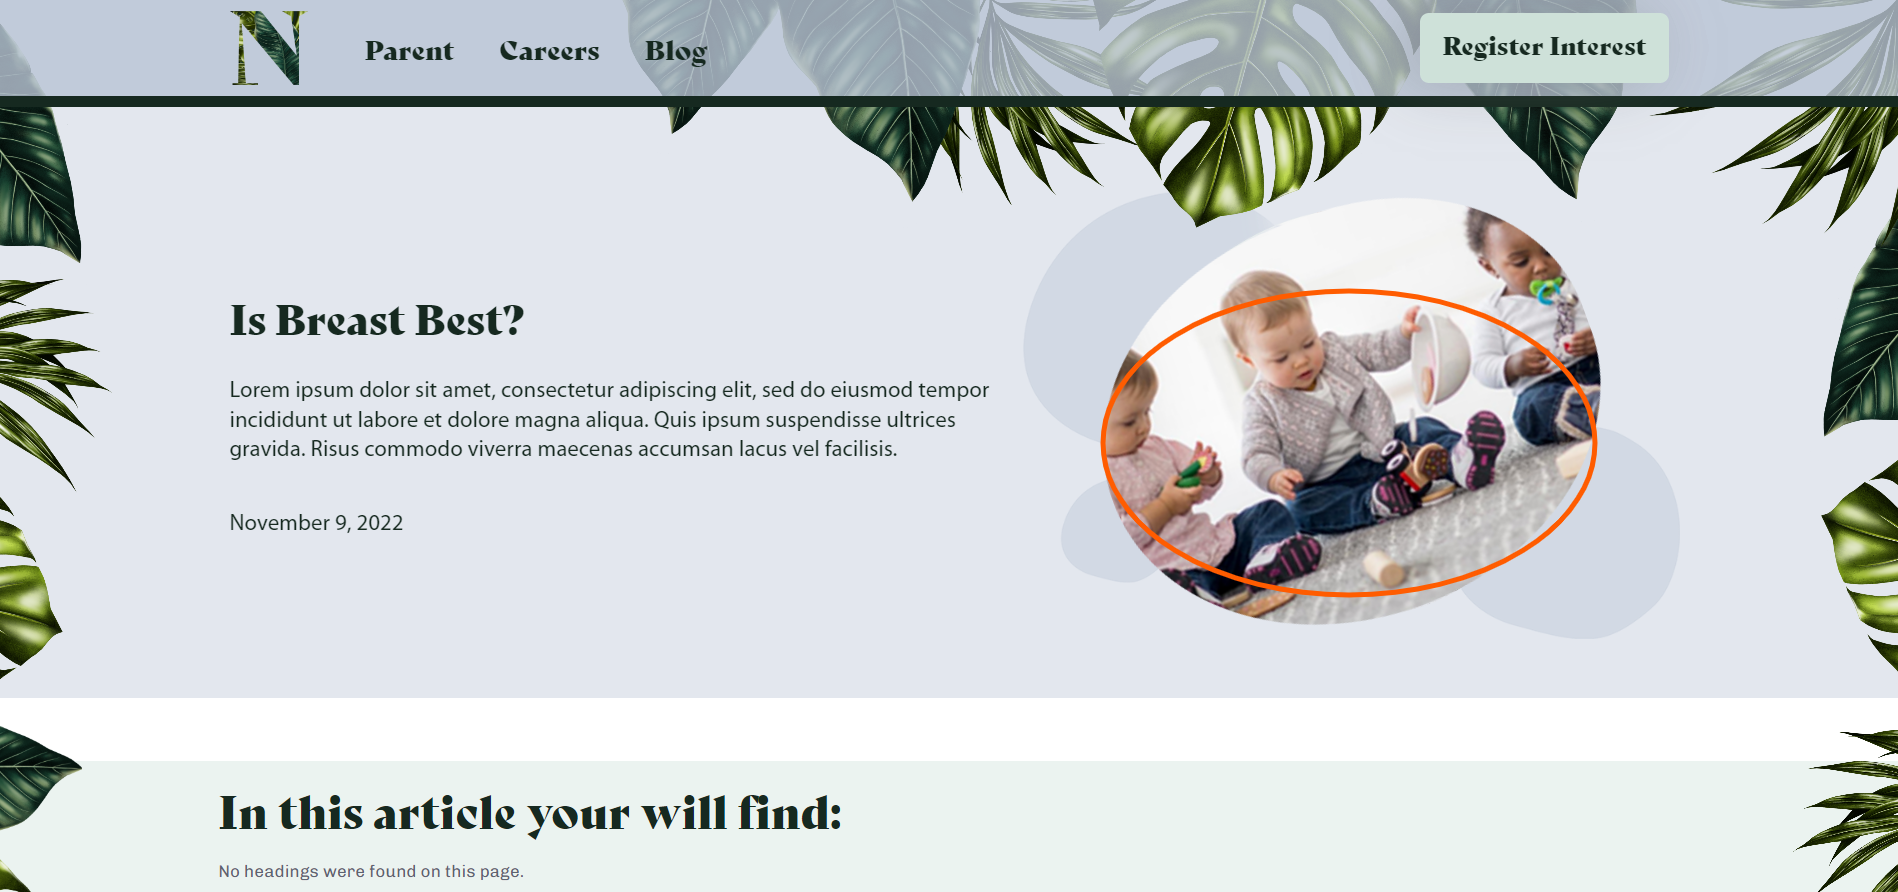 N
Parent Careers Blog Register Interest
Is Breast Best?
Lorem ipsum dolor sit amet, consectetur adipiscing elit, sed do eiusmod tempor
incididunt ut labore et dolore magna aliqua. Quis ipsum suspendisse ultrices
gravida. Risus commodo viverra maecenas accumsan lacus vel facilisis.
November 9, 2022
In this article your will find:
No headings were found on this page.